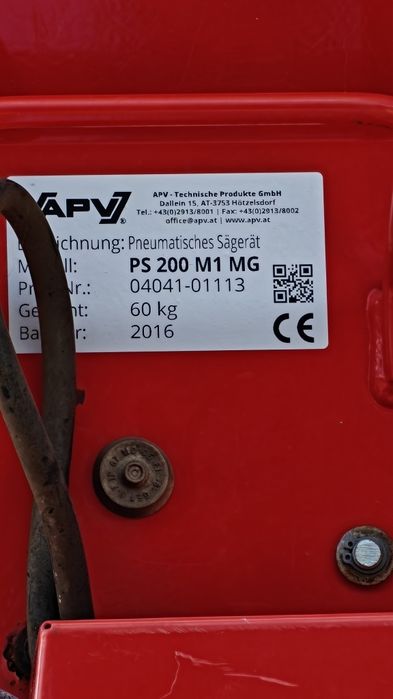 APV®
APV - Technische Produkte GmbH
Dallein 15, AT-3753 Hötzelsdorf
Tel.: +43(0)2913/8001 | Fax: +43(0)2913/8002
office@apv.at | www.apv.at
Pneumatisches Sägerät
PS 200 M1 MG
04041-01113
60 kg
2016
CE